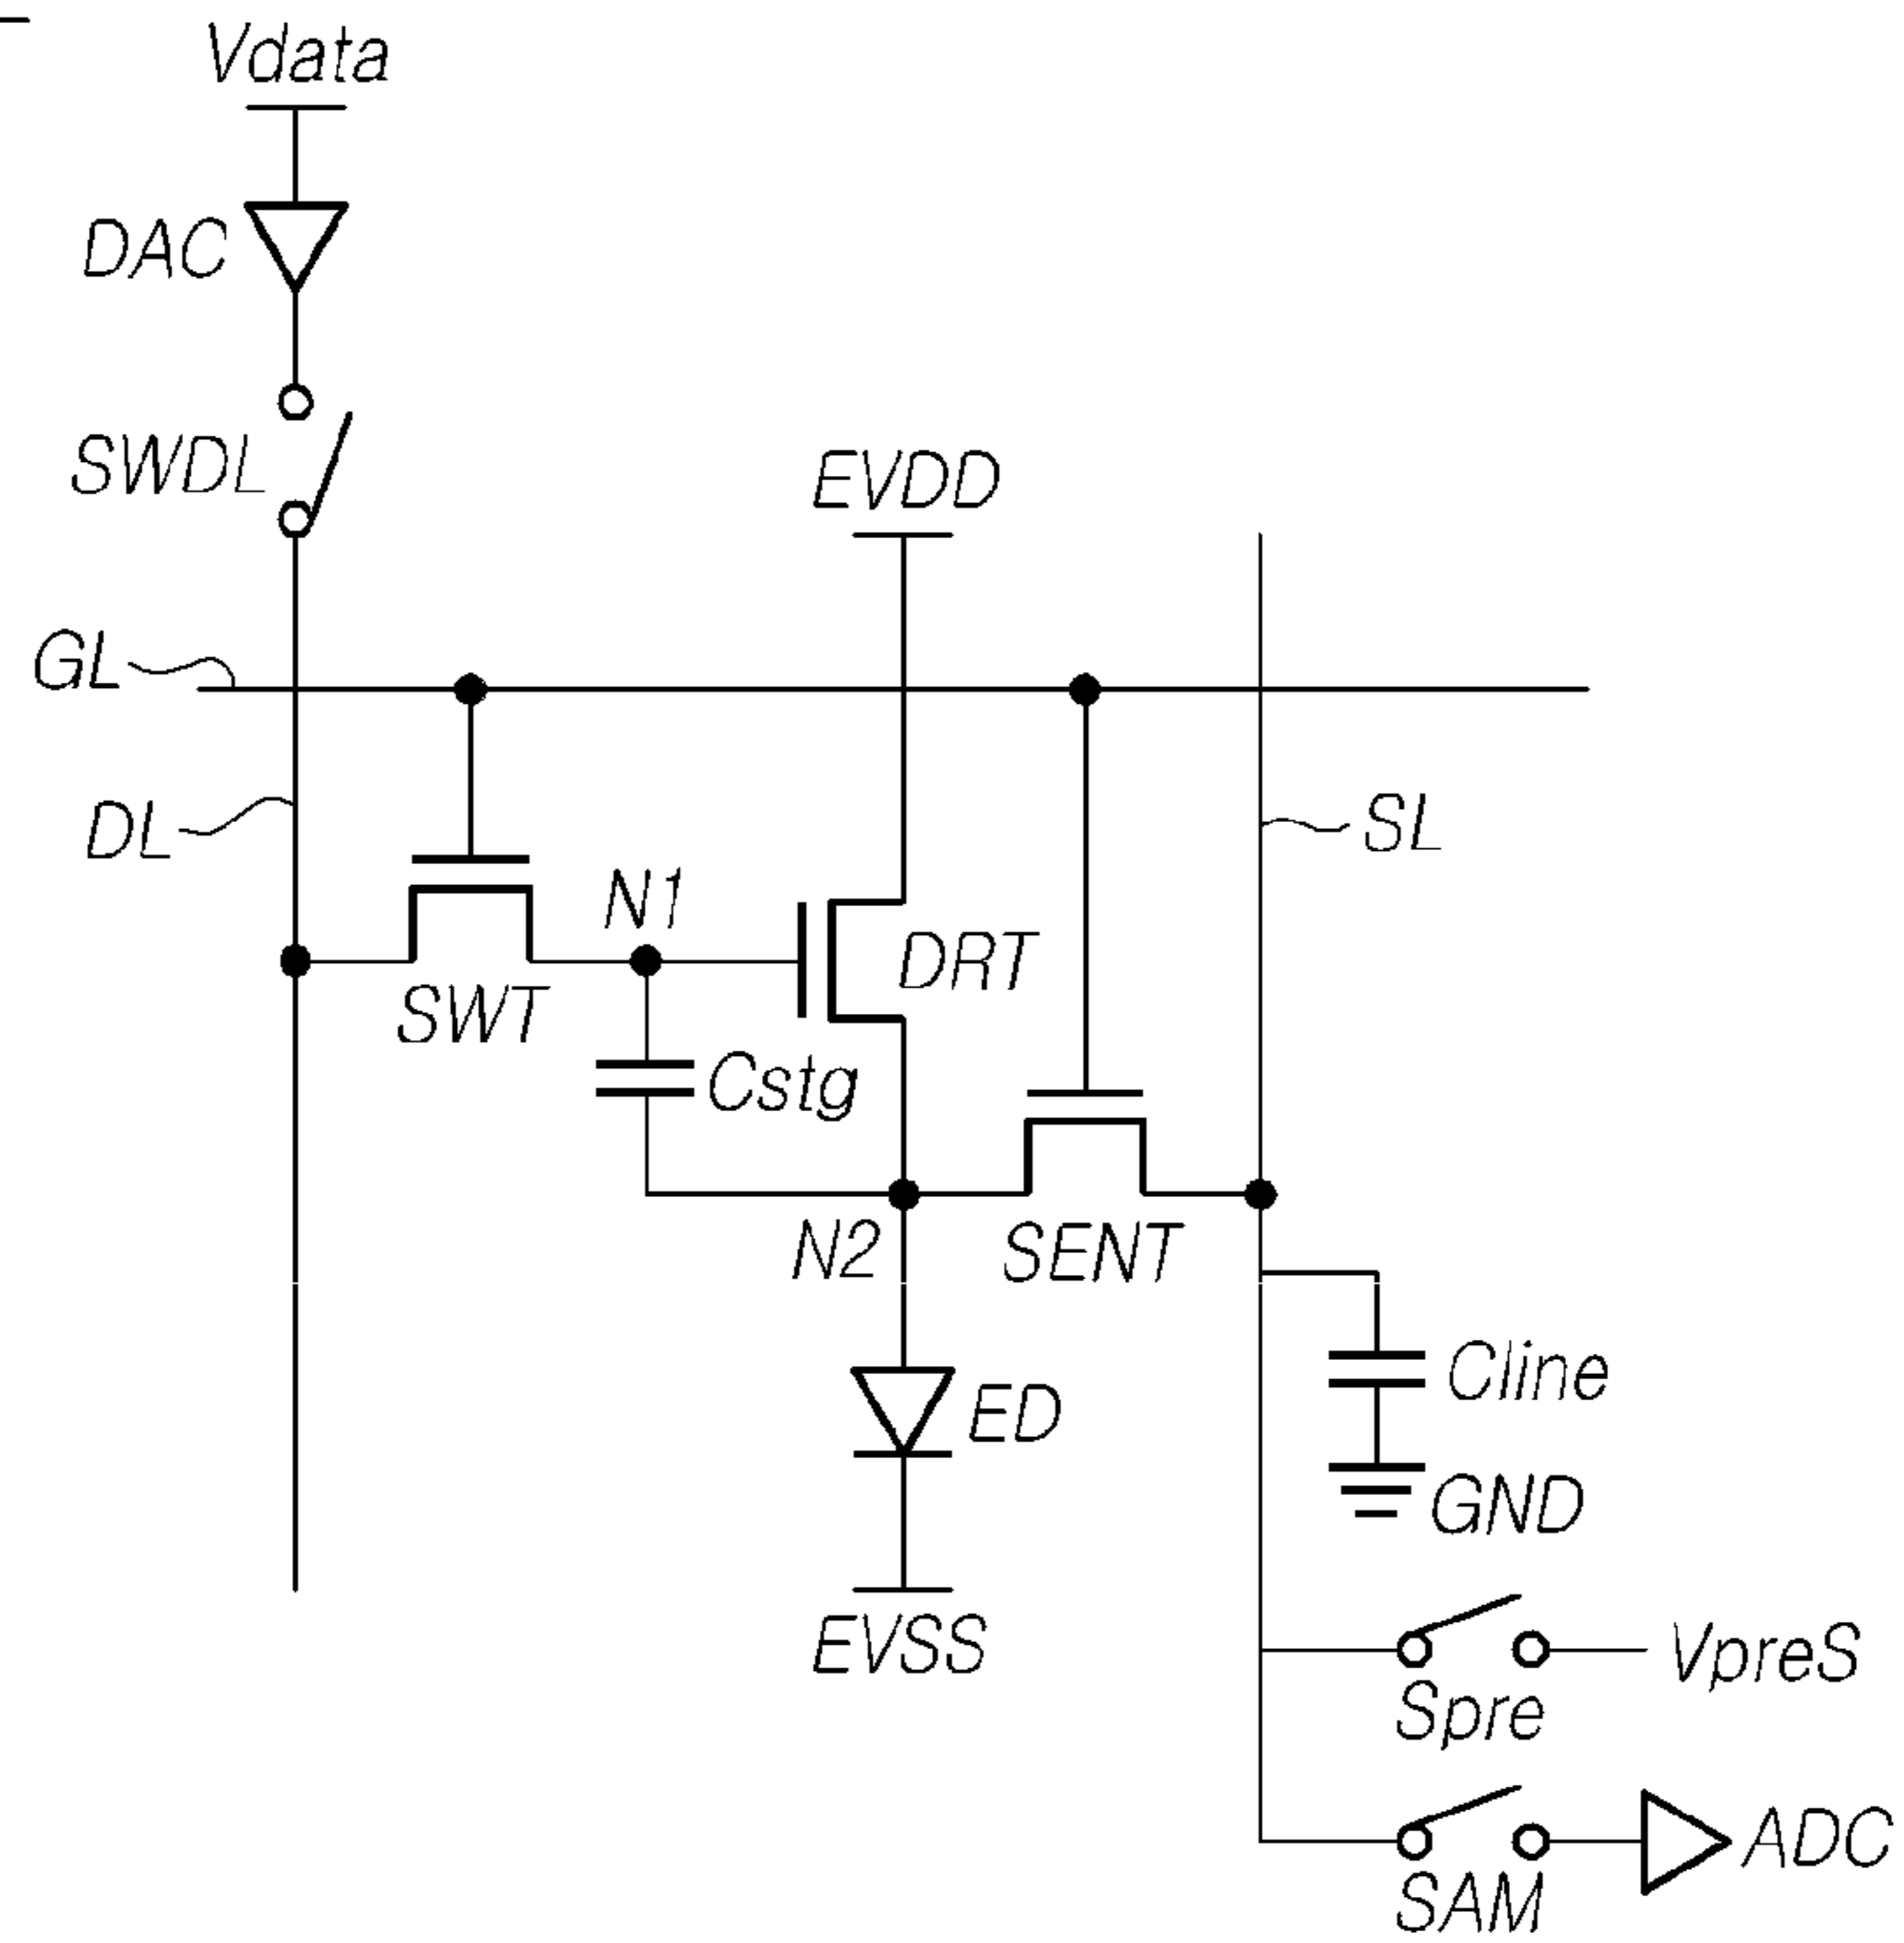 Vdata
DAC
SWDL
EVDD
GL
DL
SL
N1
DRT
SWT
Cstg
N2
SENT
Cline
ED
GND
EVSS
VpreS
Spre
ADC
SAM